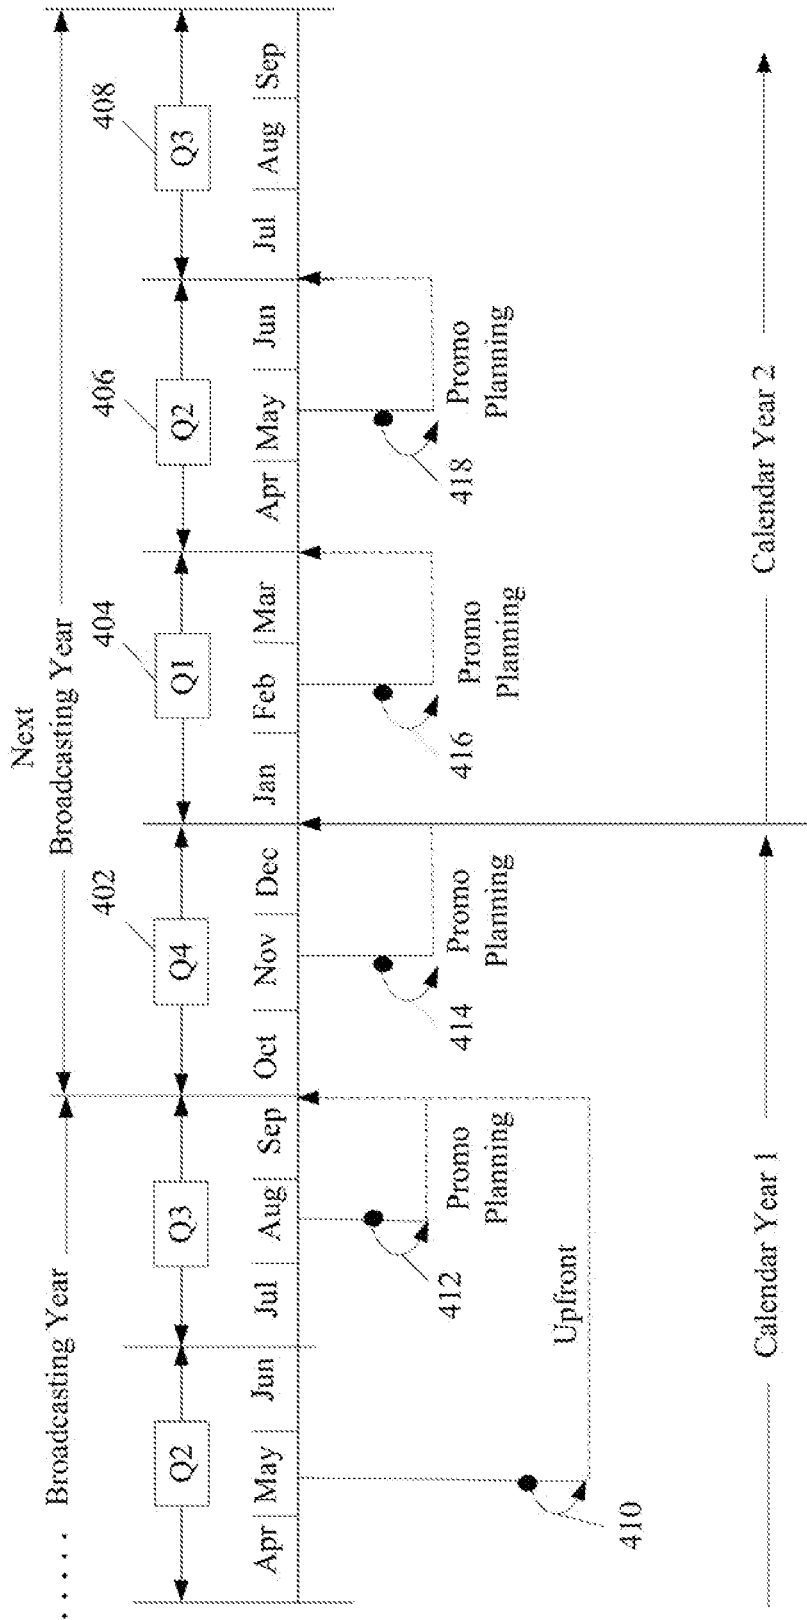 Next
..... Broadcasting Year
Broadcasting Year
402
404
406
408
Q2
Q3
Q4
Q1
Q2
Q3
Apr May Jun Jul Aug Sep Oct Nov Dec Jan Feb Mar Apr May Jun Jul Aug Sep
412
414
416
418
Promo
Planning
Promo
Planning
Promo
Planning
Promo
Planning
Upfront
410
Calendar Year 1
Calendar Year 2